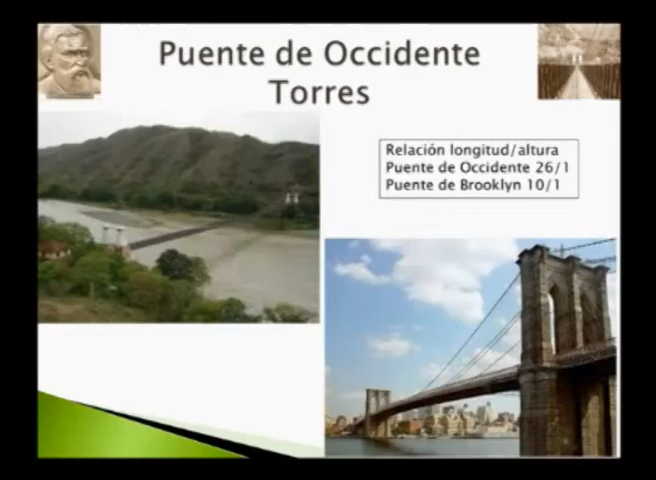 Puente de Occidente
Torres
Relación longitud/altura
Puente de Occidente 26/1
Puente de Brooklyn 10/1